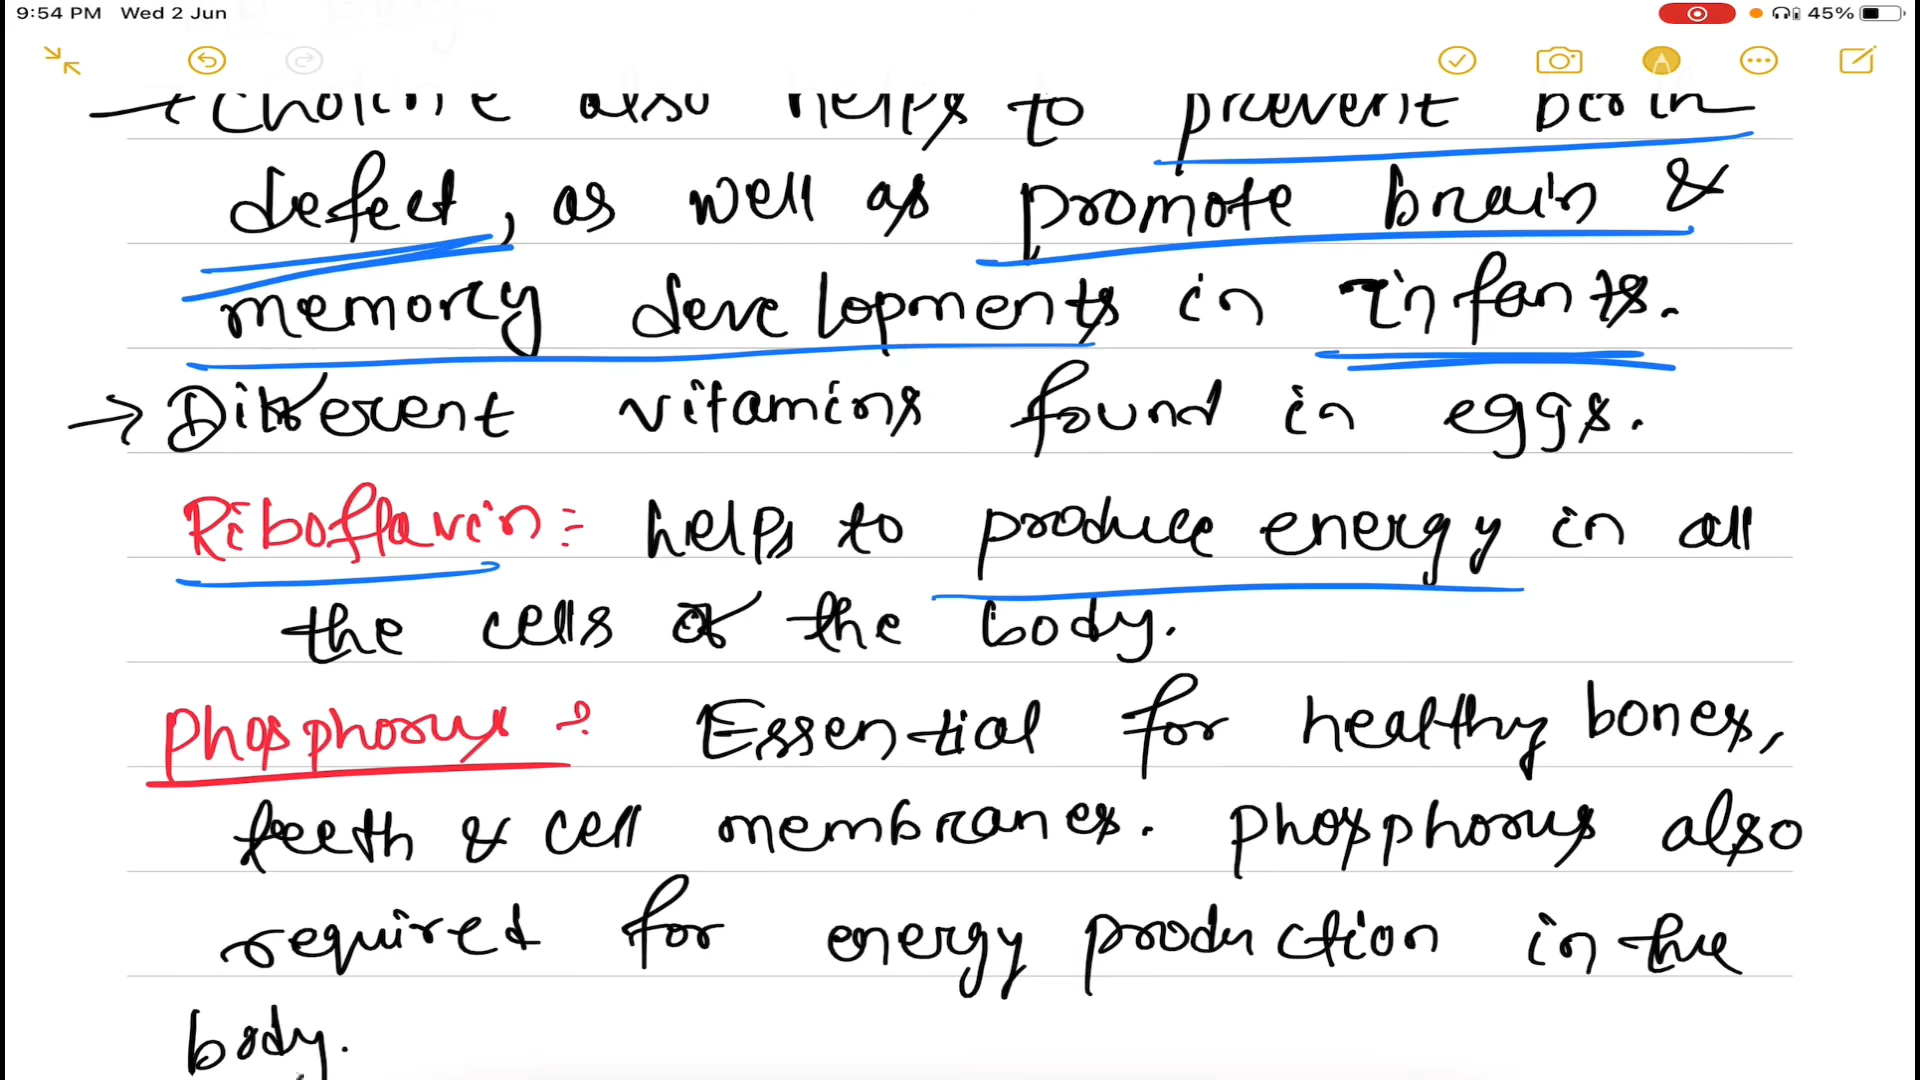 9:54 PM Wed 2 Jun 45%
→ Choline also helps to prevent birth
defect, as well as promote brain &
memory developments in Infants.
→ Different vitamins found in eggs.
Riboflavin: helps to produce energy in all
the cells of the body.
Phosphorus: Essential for healthy bones,
teeth & cell membranes. Phosphorus also
required for energy production in the
body.